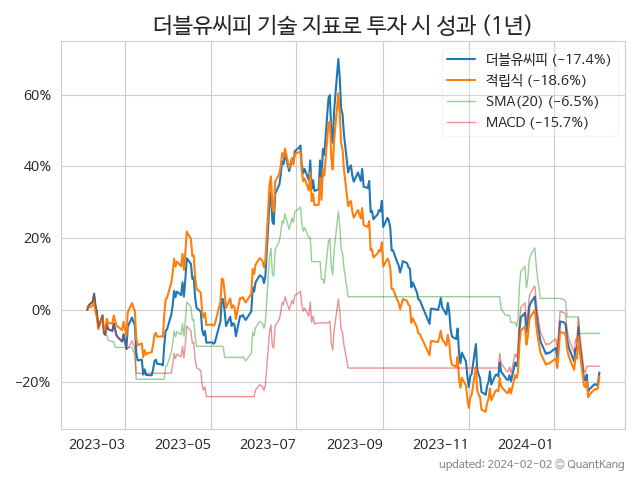 더블유씨피 기술 지표로 투자 시 성과 (1년)
더블유씨피 (−17.4%)
적립식 (−18.6%)
SMA(20) (−6.5%)
MACD (−15.7%)
60%
40%
20%
0%
−20%
2023-03 2023-05 2023-07 2023-09 2023-11 2024-01
updated: 2024-02-02 © QuantKang